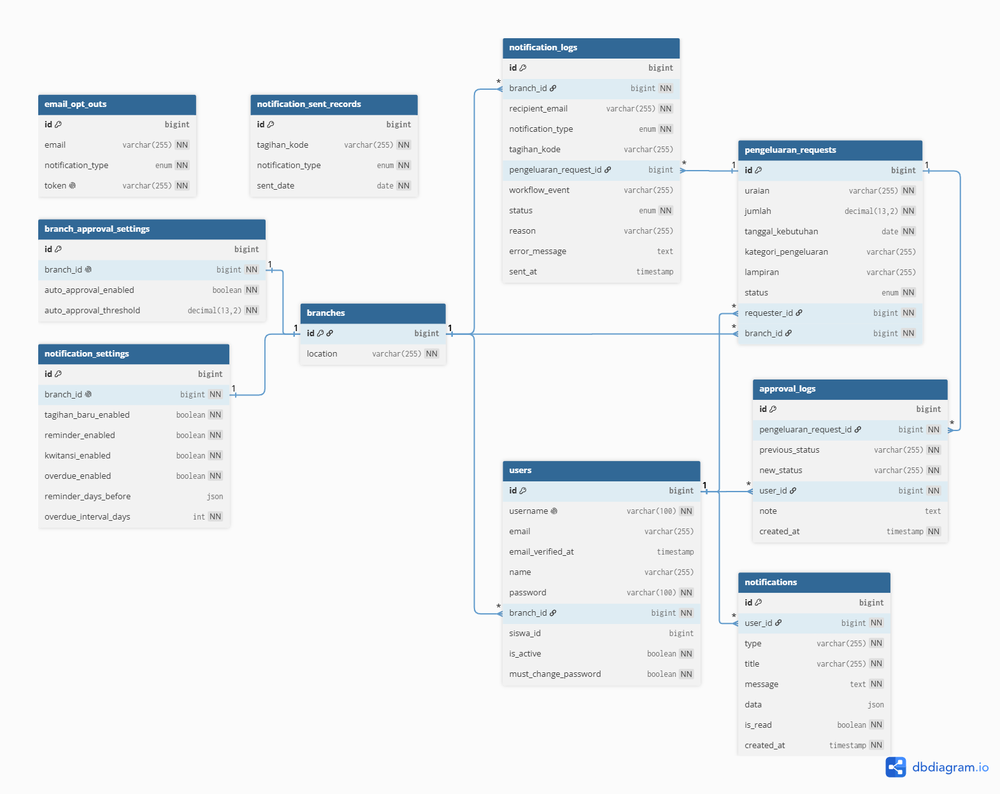 email_opt_outs
id bigint
email varchar(255) NN
notification_type enum NN
token varchar(255) NN
notification_sent_records
id bigint
tagihan_kode varchar(255) NN
notification_type enum NN
sent_date date NN
branch_approval_settings
id bigint
branch_id bigint NN
auto_approval_enabled boolean NN
auto_approval_threshold decimal(13,2) NN
1
notification_settings
id bigint
branch_id bigint NN
tagihan_baru_enabled boolean NN
reminder_enabled boolean NN
kwitansi_enabled boolean NN
overdue_enabled boolean NN
reminder_days_before json
overdue_interval_days int NN
1
1
branches
id bigint
location varchar(255) NN
1
*
notification_logs
id bigint
branch_id bigint NN
recipient_email varchar(255) NN
notification_type enum NN
tagihan_kode varchar(255)
pengeluaran_request_id bigint
workflow_event varchar(255)
status enum NN
reason varchar(255)
error_message text
sent_at timestamp
*
1
pengeluaran_requests
id bigint
uraian varchar(255) NN
jumlah decimal(13,2) NN
tanggal_kebutuhan date NN
kategori_pengeluaran varchar(255)
lampiran varchar(255)
status enum NN
requester_id bigint NN
branch_id bigint NN
1
*
*
approval_logs
id bigint
pengeluaran_request_id bigint NN
previous_status varchar(255) NN
new_status varchar(255) NN
user_id bigint NN
note text
created_at timestamp NN
*
*
users
id bigint
username varchar(100) NN
email varchar(255)
email_verified_at timestamp
name varchar(255)
password varchar(100) NN
branch_id bigint NN
siswa_id bigint
is_active boolean NN
must_change_password boolean NN
1
*
*
notifications
id bigint
user_id bigint NN
type varchar(255) NN
title varchar(255) NN
message text NN
data json
is_read boolean NN
created_at timestamp NN
dbdiagram.io